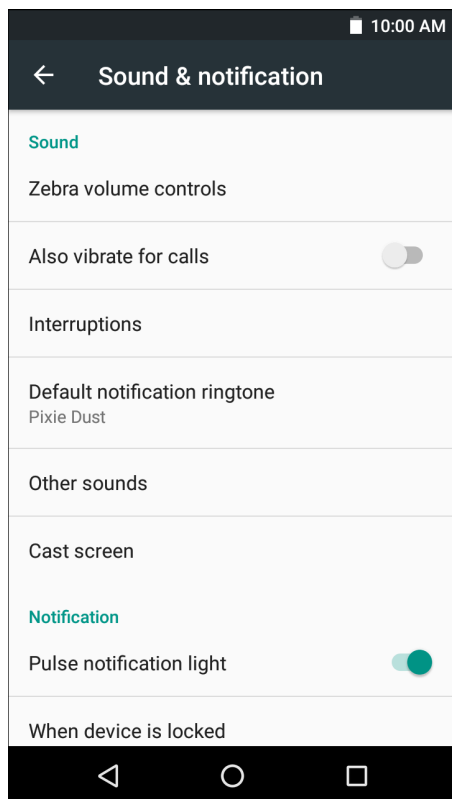 10:00 AM
Sound & notification
Sound
Zebra volume controls
Also vibrate for calls
Interruptions
Default notification ringtone
Pixie Dust
Other sounds
Cast screen
Notification
Pulse notification light
When device is locked